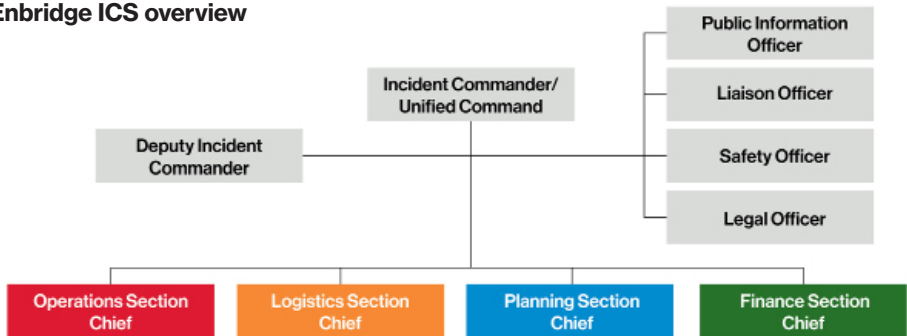 Enbridge ICS overview
Public Information
Officer
Incident Commander/
Unified Command
Liaison Officer
Deputy Incident
Commander
Safety Officer
Legal Officer
Operations Section
Chief
Logistics Section
Chief
Planning Section
Chief
Finance Section
Chief